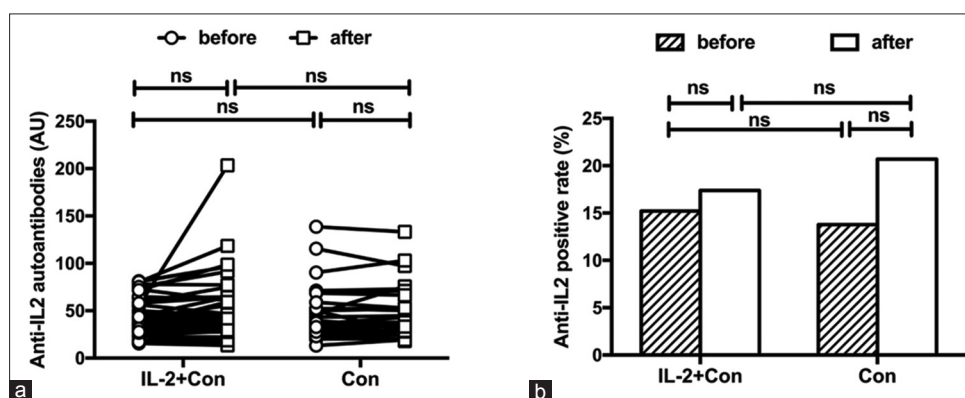 before after
ns ns
ns ns
Anti-IL2 autoantibodies (AU)
250
200
150
100
50
0
IL-2+Con Con
a
before after
ns ns
ns ns
Anti-IL2 positive rate (%)
25
20
15
10
5
0
IL-2+Con Con
b